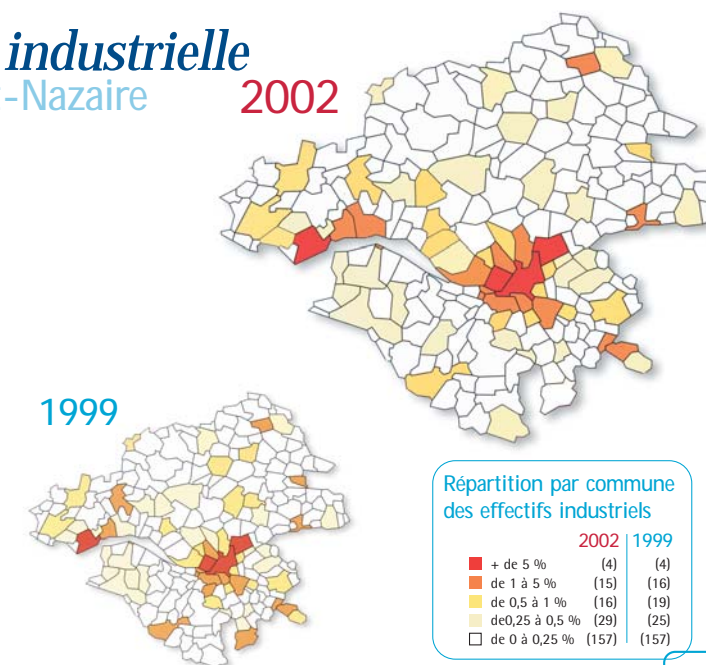 industrielle
-Nazaire 2002
1999
Répartition par commune
des effectifs industriels
2002 1999
+ de 5 % (4) (4)
de 1 à 5 % (15) (16)
de 0,5 à 1 % (16) (19)
de0,25 à 0,5 % (29) (25)
de 0 à 0,25 % (157) (157)